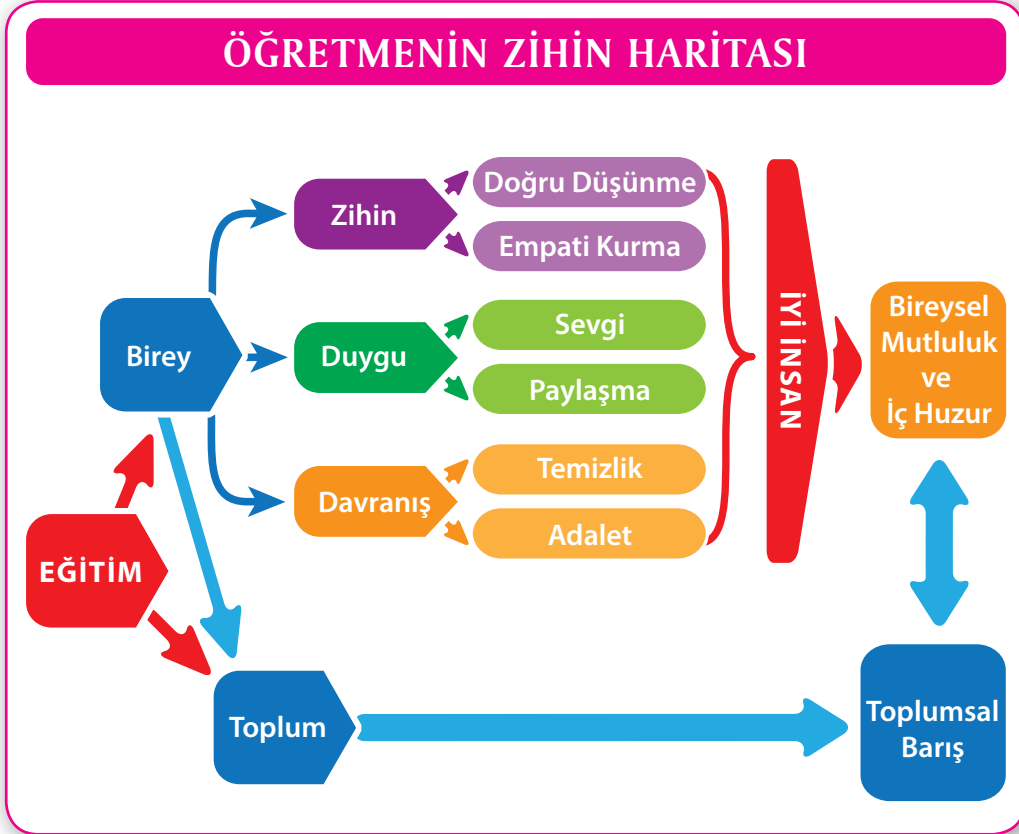 ÖĞRETMENİN ZİHİN HARİTASI
Doğru Düşünme
Zihin
Empati Kurma
Birey
Duygu
Sevgi
Paylaşma
Davranış
Temizlik
Adalet
İYİ İNSAN
Bireysel
Mutluluk
ve
İç Huzur
EĞİTİM
Toplum
Toplumsal
Barış